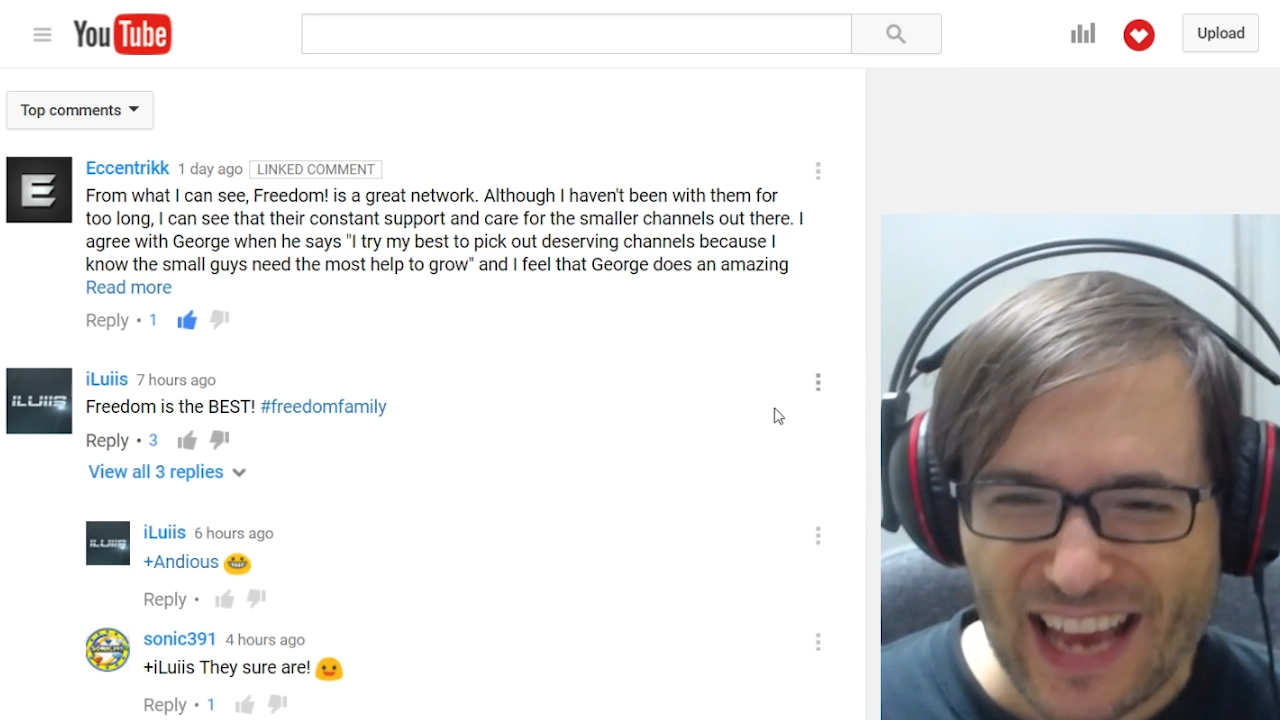 YouTube
Upload
Top comments
Eccentrikk 1 day ago LINKED COMMENT
From what I can see, Freedom! is a great network. Although I haven't been with them for
too long, I can see that their constant support and care for the smaller channels out there. I
agree with George when he says "I try my best to pick out deserving channels because I
know the small guys need the most help to grow" and I feel that George does an amazing
Read more
Reply • 1
iLuiis 7 hours ago
ILUIIS
Freedom is the BEST! #freedomfamily
Reply • 3
View all 3 replies
iLuiis 6 hours ago
ILUIIS
+Andious
Reply •
sonic391 4 hours ago
+iLuiis They sure are!
Reply • 1